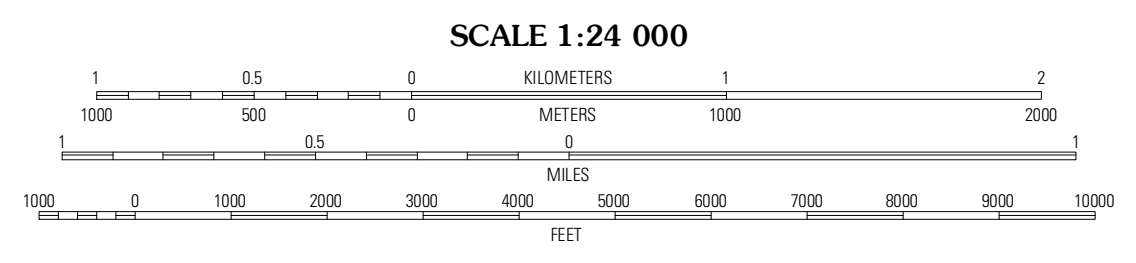 SCALE 1:24 000
1 0.5 0 KILOMETERS 1 2
1000 500 0 METERS 1000 2000
1 0.5 0 1
MILES
1000 0 1000 2000 3000 4000 5000 6000 7000 8000 9000 10000
FEET